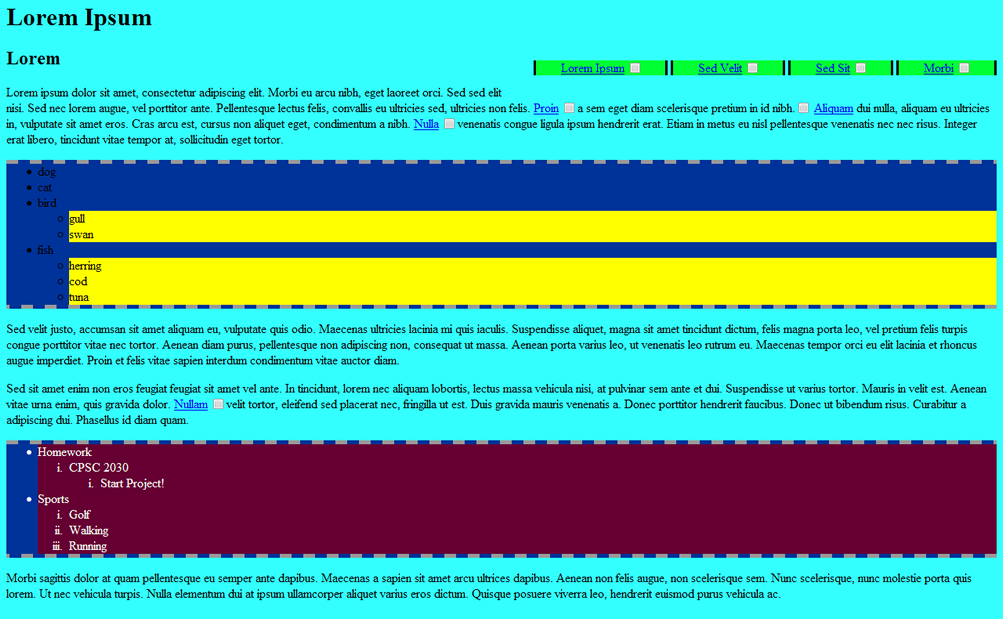 Lorem Ipsum
Lorem
Lorem Ipsum Sed Velit Sed Sit Morbi
Lorem ipsum dolor sit amet, consectetur adipiscing elit. Morbi eu arcu nibh, eget laoreet orci. Sed sed elit
nisi. Sed nec lorem augue, vel porttitor ante. Pellentesque lectus felis, convallis eu ultricies sed, ultricies non felis. Proin a sem eget diam scelerisque pretium in id nibh. Aliquam dui nulla, aliquam eu ultricies
in, vulputate sit amet eros. Cras arcu est, cursus non aliquet eget, condimentum a nibh. Nulla venenatis congue ligula ipsum hendrerit erat. Etiam in metus eu nisl pellentesque venenatis nec nec risus. Integer
erat libero, tincidunt vitae tempor at, sollicitudin eget tortor.
dog
cat
bird
gull
swan
fish
herring
cod
tuna
Sed velit justo, accumsan sit amet aliquam eu, vulputate quis odio. Maecenas ultricies lacinia mi quis iaculis. Suspendisse aliquet, magna sit amet tincidunt dictum, felis magna porta leo, vel pretium felis turpis
congue porttitor vitae nec tortor. Aenean diam purus, pellentesque non adipiscing non, consequat ut massa. Aenean porta varius leo, ut venenatis leo rutrum eu. Maecenas tempor orci eu elit lacinia et rhoncus
augue imperdiet. Proin et felis vitae sapien interdum condimentum vitae auctor diam.
Sed sit amet enim non eros feugiat feugiat sit amet vel ante. In tincidunt, lorem nec aliquam lobortis, lectus massa vehicula nisi, at pulvinar sem ante et dui. Suspendisse ut varius tortor. Mauris in velit est. Aenean
vitae urna enim, quis gravida dolor. Nullam velit tortor, eleifend sed placerat nec, fringilla ut est. Duis gravida mauris venenatis a. Donec porttitor hendrerit faucibus. Donec ut bibendum risus. Curabitur a
adipiscing dui. Phasellus id diam quam.
Homework
i. CPSC 2030
i. Start Project!
Sports
i. Golf
ii. Walking
iii. Running
Morbi sagittis dolor at quam pellentesque eu semper ante dapibus. Maecenas a sapien sit amet arcu ultrices dapibus. Aenean non felis augue, non scelerisque sem. Nunc scelerisque, nunc molestie porta quis
lorem. Ut nec vehicula turpis. Nulla elementum dui at ipsum ullamcorper aliquet varius eros dictum. Quisque posuere viverra leo, hendrerit euismod purus vehicula ac.